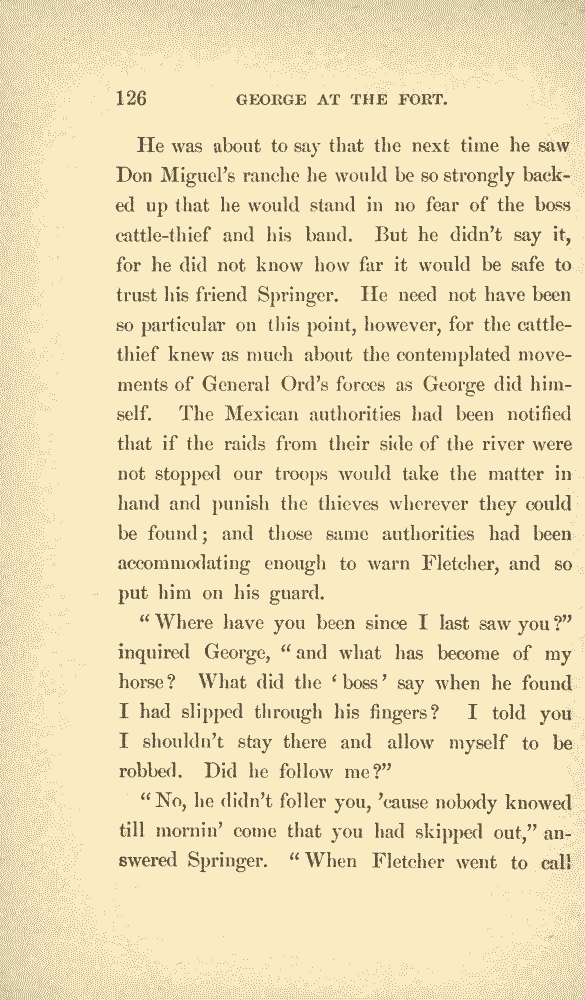 126 GEORGE AT THE FORT.
He was about to say that the next time he saw
Don Miguel's ranche he would be so strongly back-
ed up that he would stand in no fear of the boss
cattle-thief and his band. But he didn't say it,
for he did not know how far it would be safe to
trust his friend Springer. He need not have been
so particular on this point, however, for the cattle-
thief knew as much about the contemplated move-
ments of General Ord's forces as George did him-
self. The Mexican authorities had been notified
that if the raids from their side of the river were
not stopped our troops would take the matter in
hand and punish the thieves wherever they could
be found; and those same authorities had been
accommodating enough to warn Fletcher, and so
put him on his guard.
"Where have you been since I last saw you?"
inquired George, "and what has become of my
horse? What did the 'boss' say when he found
I had slipped through his fingers? I told you
I shouldn't stay there and allow myself to be
robbed. Did he follow me?"
"No, he didn't foller you, 'cause nobody knowed
till mornin' come that you had skipped out," an-
swered Springer. "When Fletcher went to call